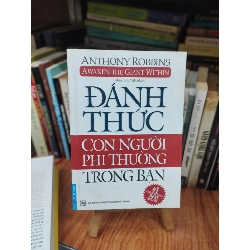 ANTHONY ROBBINS
AWAKEN THE GIANT WITHIN
ĐÁNH
THỨC
CON NGƯỜI
PHI THƯỜNG
TRONG BẠN